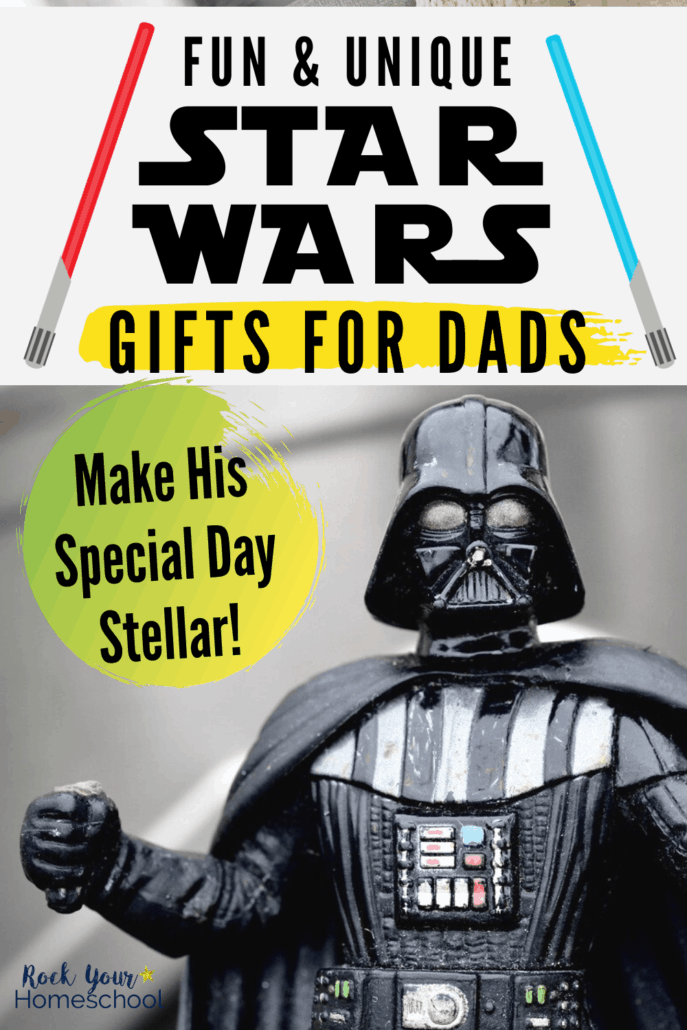 FUN & UNIQUE
STAR
WARS
GIFTS FOR DADS
Make His
Special Day
Stellar!
Rock Your
Homeschool